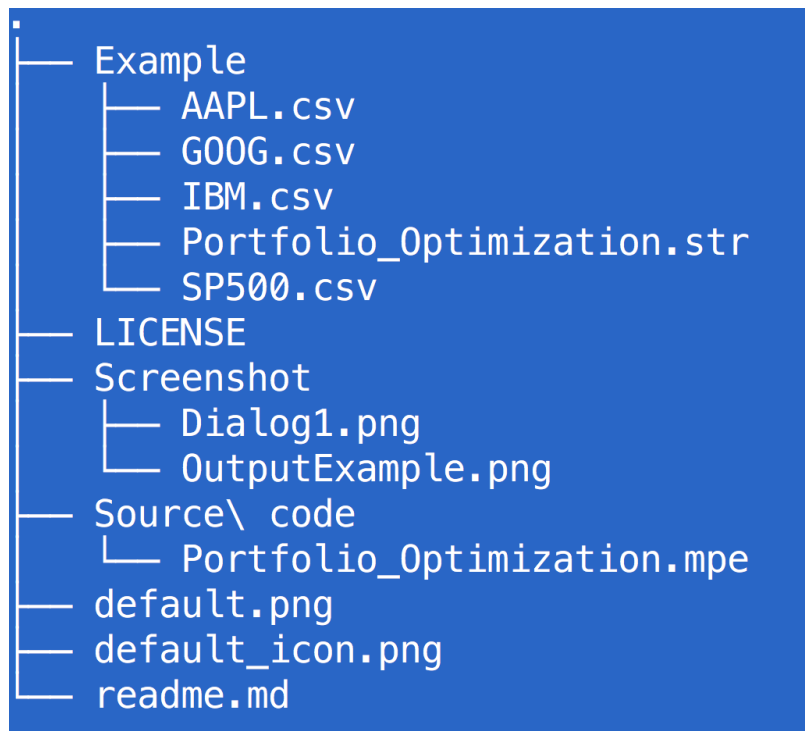 .
├── Example
│   ├── AAPL.csv
│   ├── GOOG.csv
│   ├── IBM.csv
│   ├── Portfolio_Optimization.str
│   └── SP500.csv
├── LICENSE
├── Screenshot
│   ├── Dialog1.png
│   └── OutputExample.png
├── Source\ code
│   └── Portfolio_Optimization.mpe
├── default.png
├── default_icon.png
└── readme.md